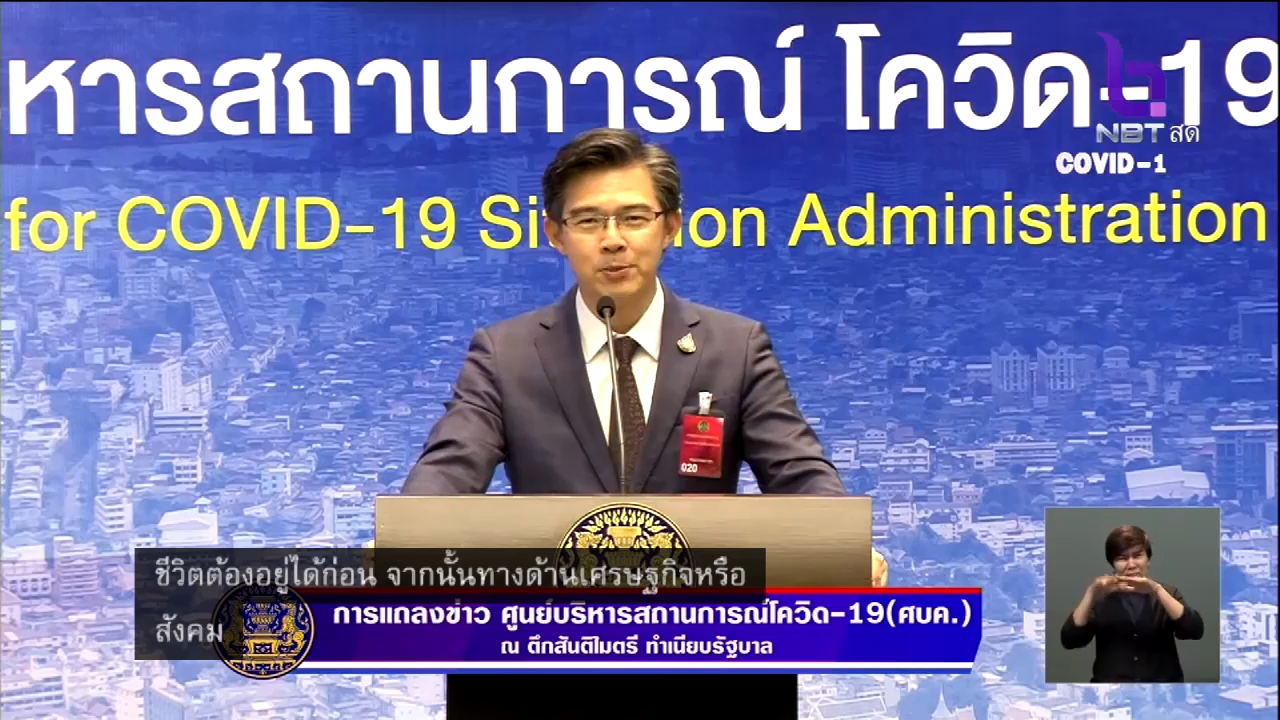 หารสถานการณ์ โควิด-19
NBT สด
COVID-1
for COVID-19 Administration
020
ชีวิตต้องอยู่ได้ก่อน จากนั้นทางด้านเศรษฐกิจหรือ
สังคม
การแถลงข่าว ศูนย์บริหารสถานการณ์โควิด-19(ศบค.)
ณ ตึกสันติไมตรี ทำเนียบรัฐบาล